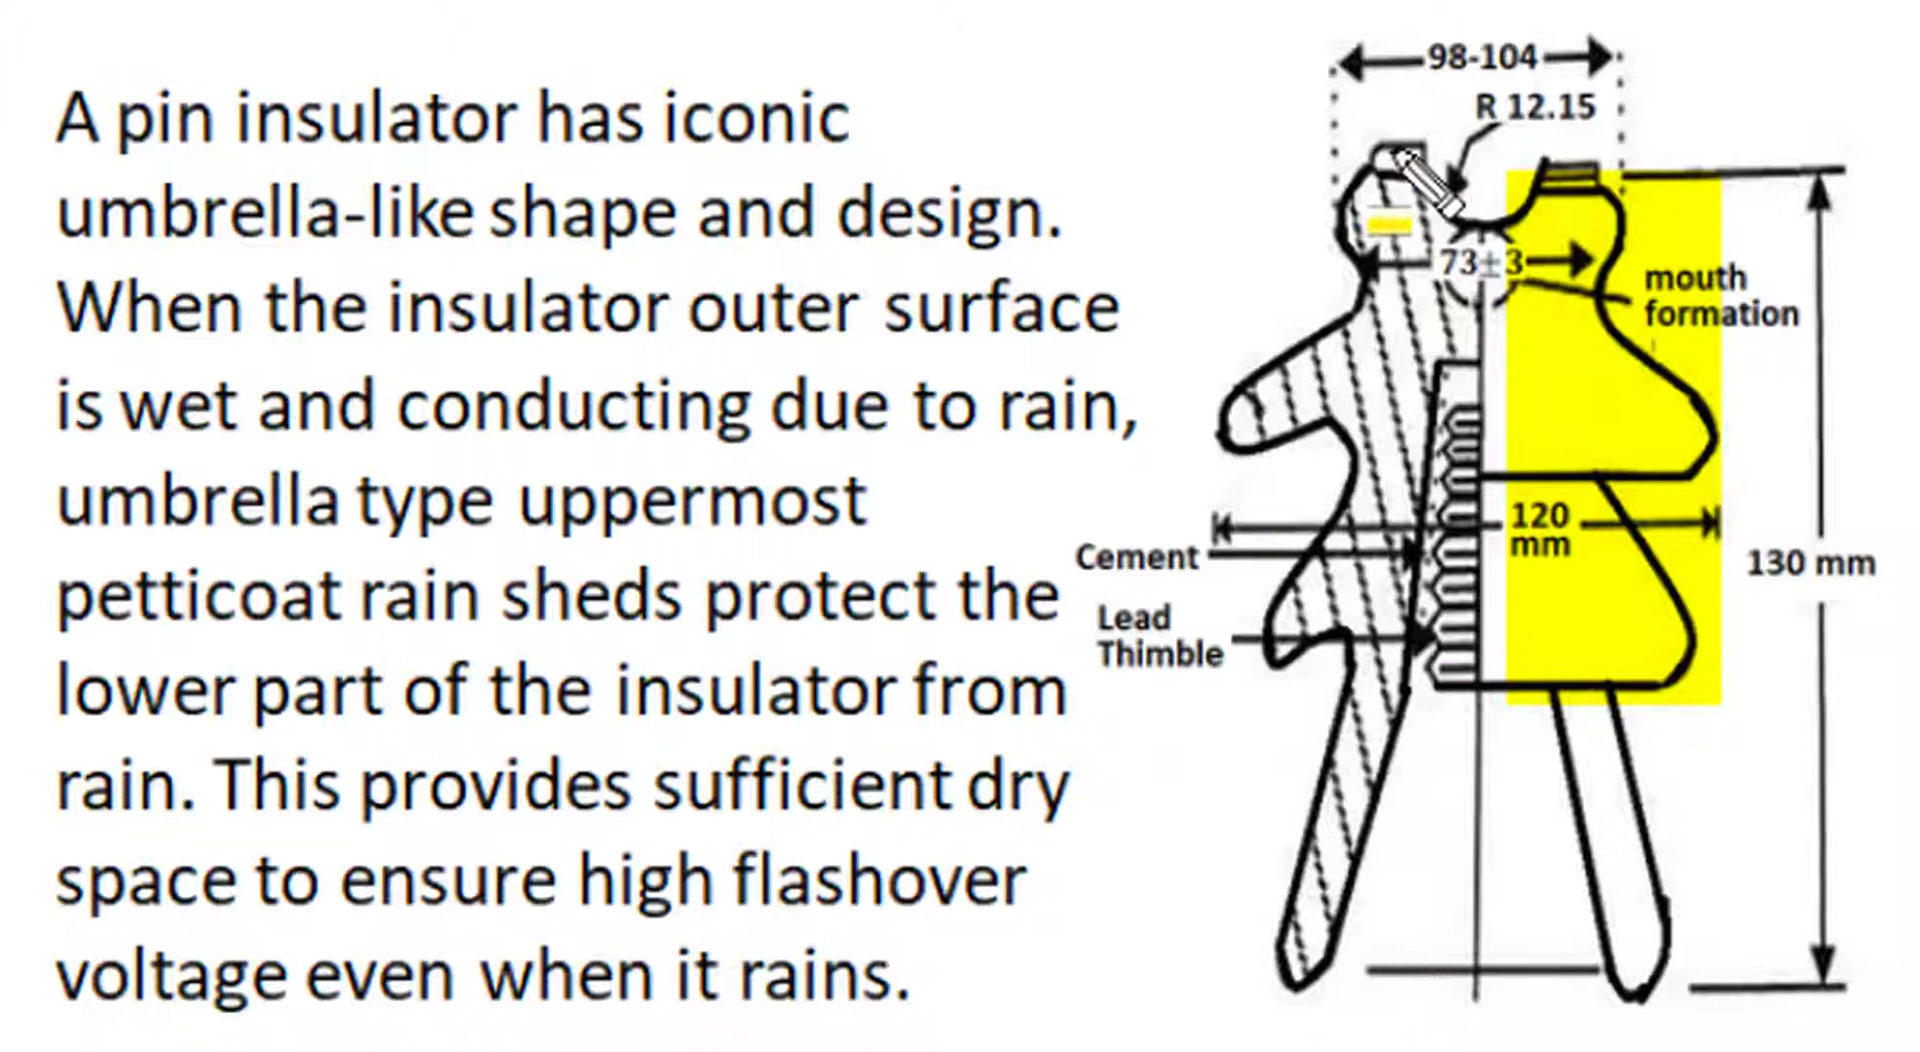 A pin insulator has iconic
umbrella-like shape and design.
When the insulator outer surface
is wet and conducting due to rain,
umbrella type uppermost
petticoat rain sheds protect the
lower part of the insulator from
rain. This provides sufficient dry
space to ensure high flashover
voltage even when it rains.
98-104
R 12.15
73±3
mouth
formation
120
mm
Cement
130 mm
Lead
Thimble